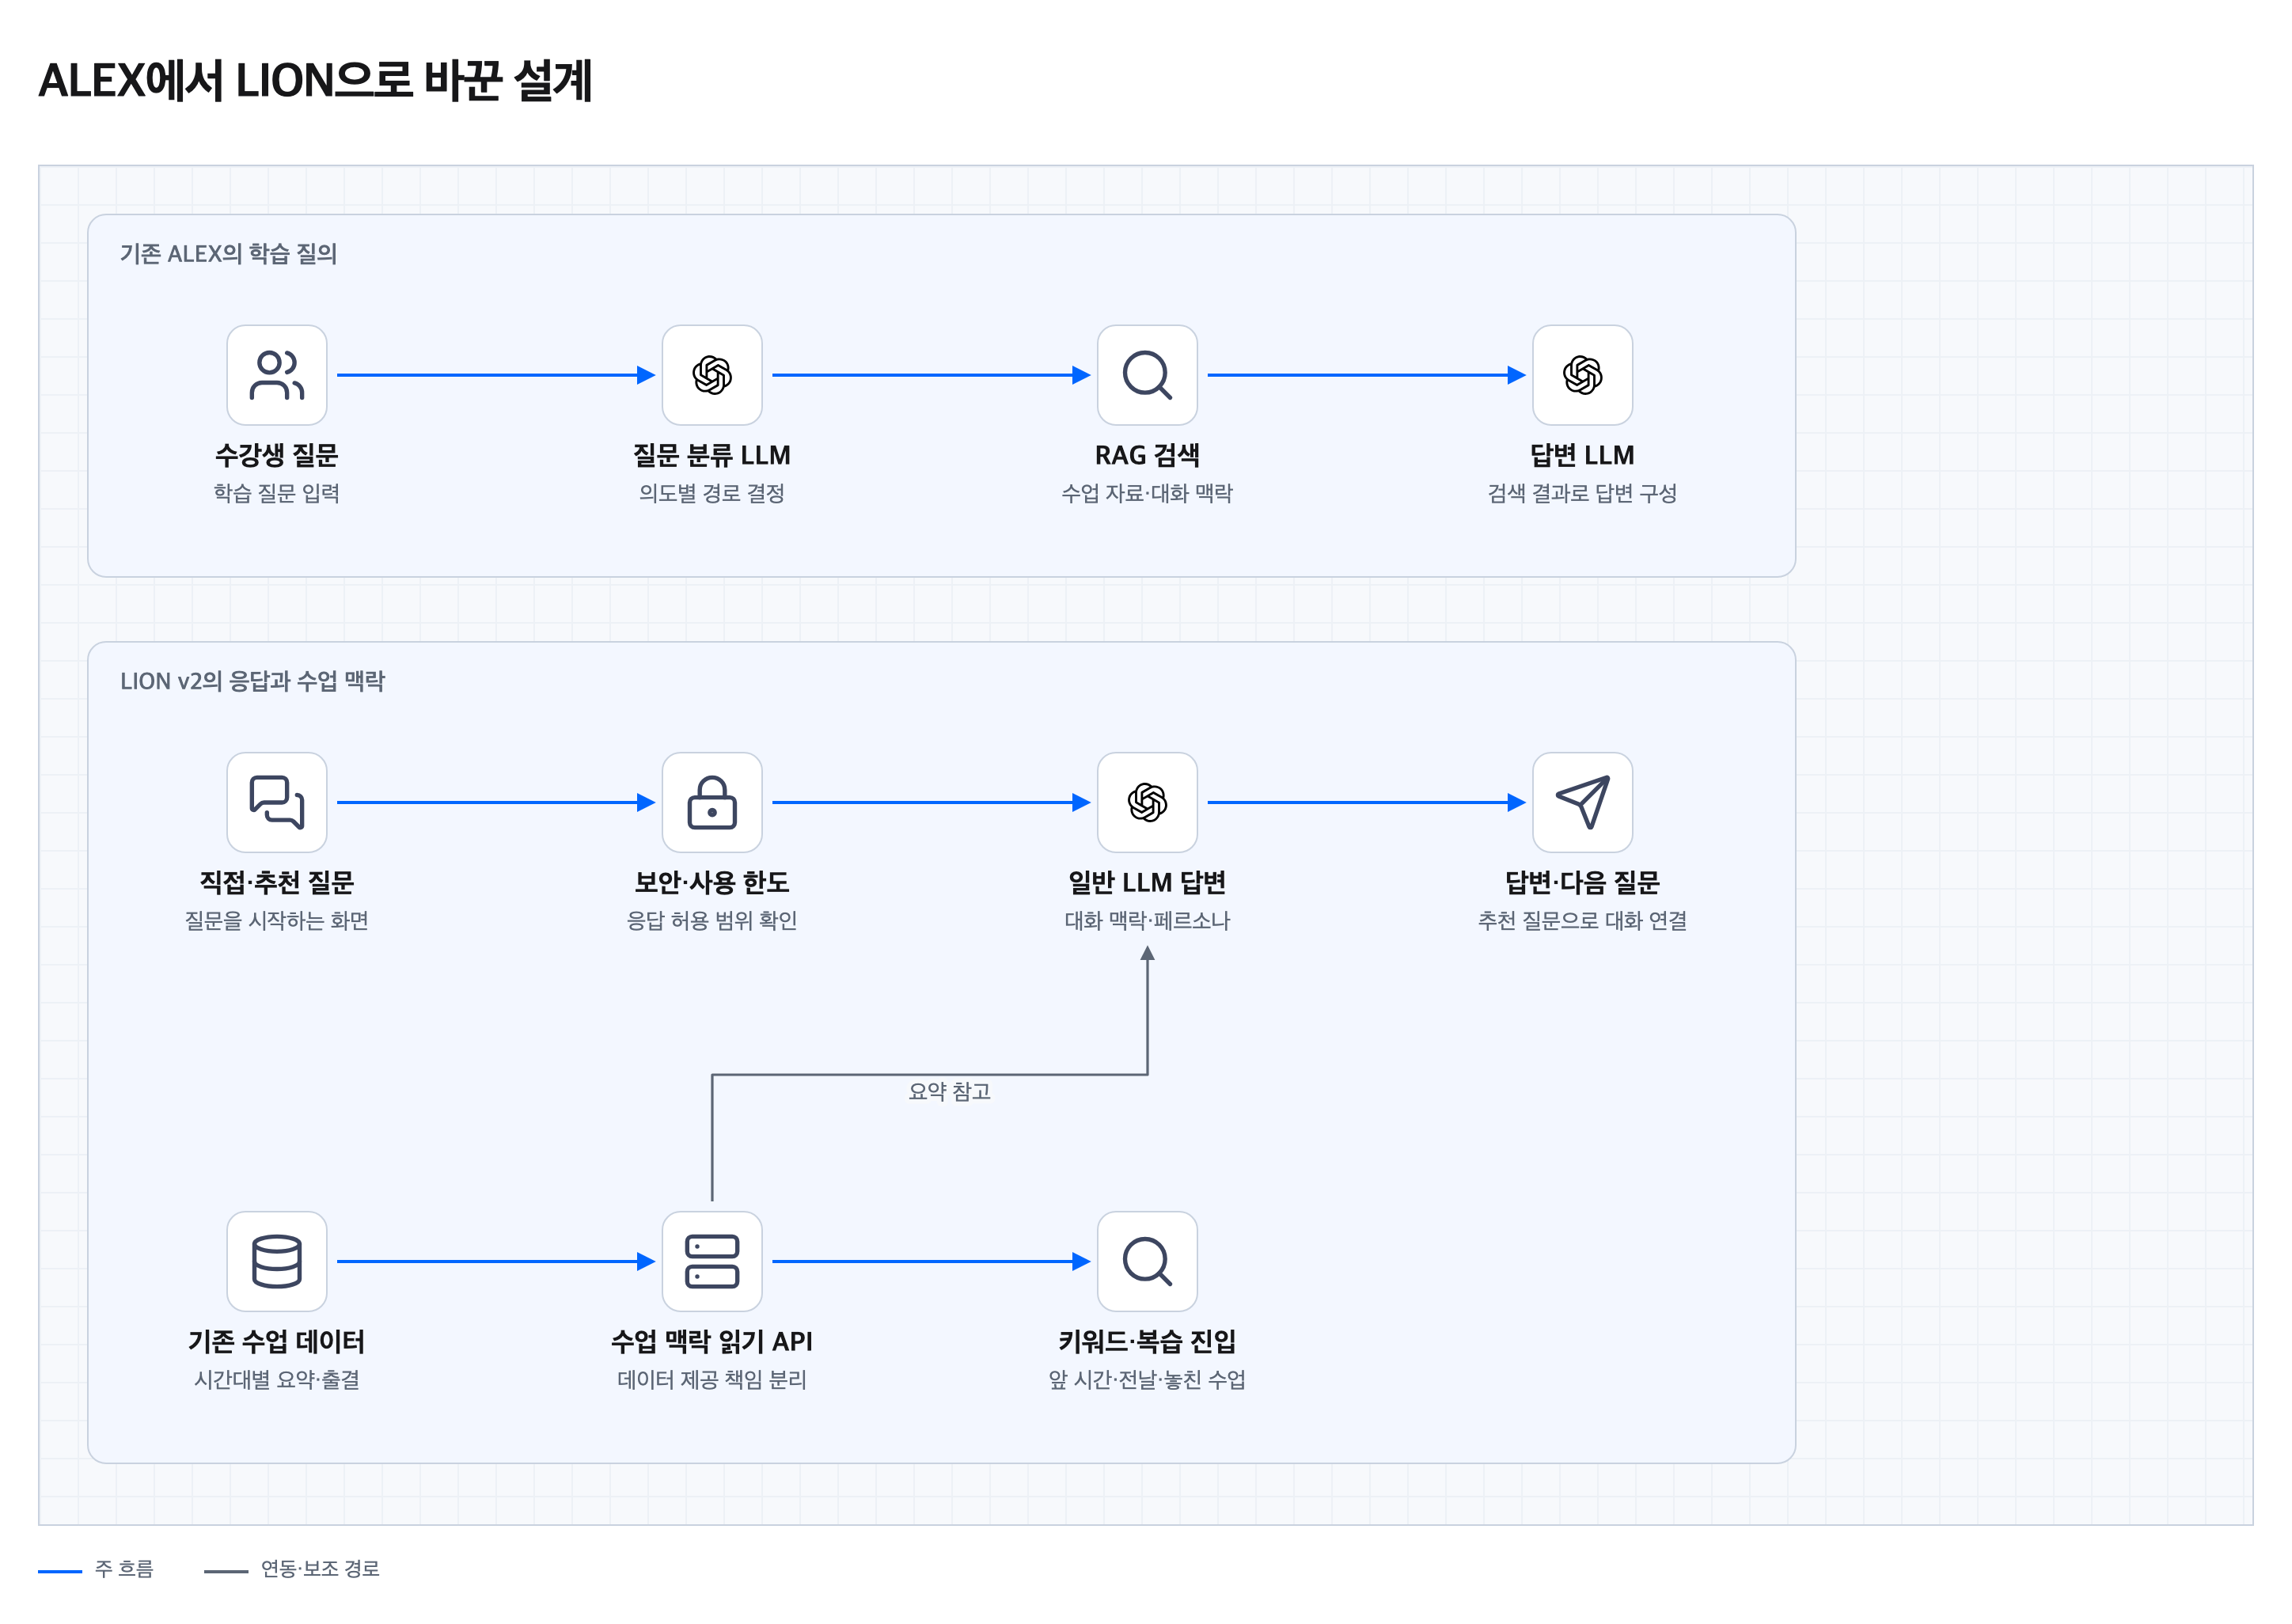 ALEX에서 LION으로 바꾼 설계
기존 ALEX의 학습 질의
수강생 질문
학습 질문 입력
질문 분류 LLM
의도별 경로 결정
RAG 검색
수업 자료·대화 맥락
답변 LLM
검색 결과로 답변 구성
LION v2의 응답과 수업 맥락
직접·추천 질문
질문을 시작하는 화면
보안·사용 한도
응답 허용 범위 확인
일반 LLM 답변
대화 맥락·페르소나
답변·다음 질문
추천 질문으로 대화 연결
요약 참고
기존 수업 데이터
시간대별 요약·출결
수업 맥락 읽기 API
데이터 제공 책임 분리
키워드·복습 진입
앞 시간·전날·놓친 수업
주 흐름
연동·보조 경로